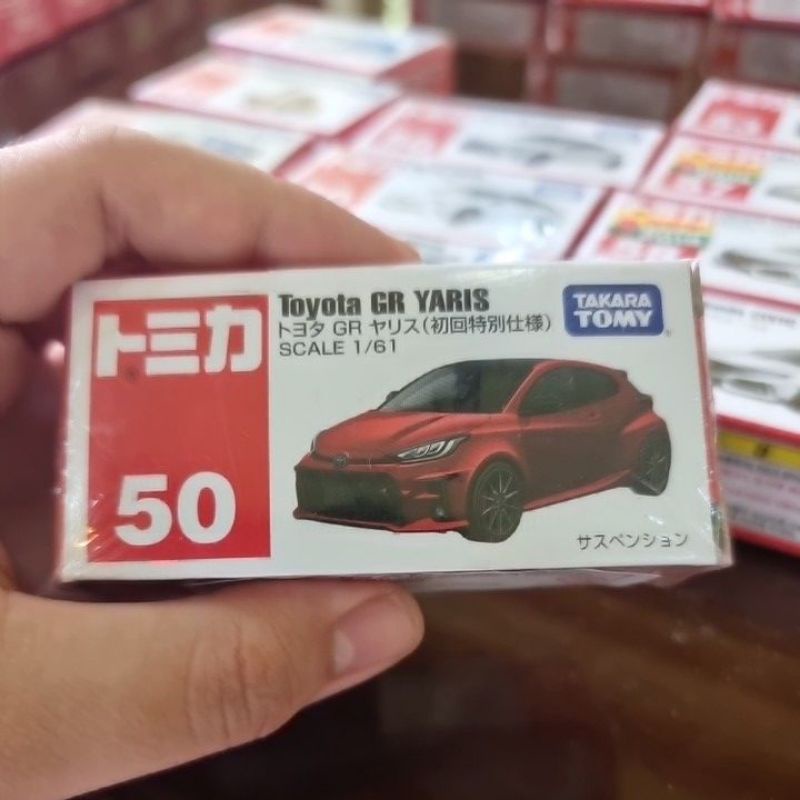 トミカ
50
Toyota GR YARIS
トヨタ GR ヤリス(初回特別仕様)
SCALE 1/61
TAKARA
TOMY
サスペンション